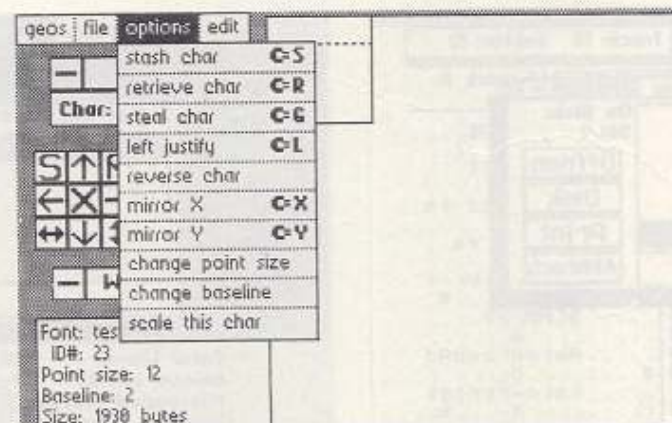 geos file options edit
stash char C=S
retrieve char C=R
Char:
steal char C=G
left justify C=L
S
reverse char
mirror X C=X
mirror Y C=Y
change point size
change baseline
scale this char
Font: tes
ID#: 23
Point size: 12
Baseline: 2
Size: 1930 bytes